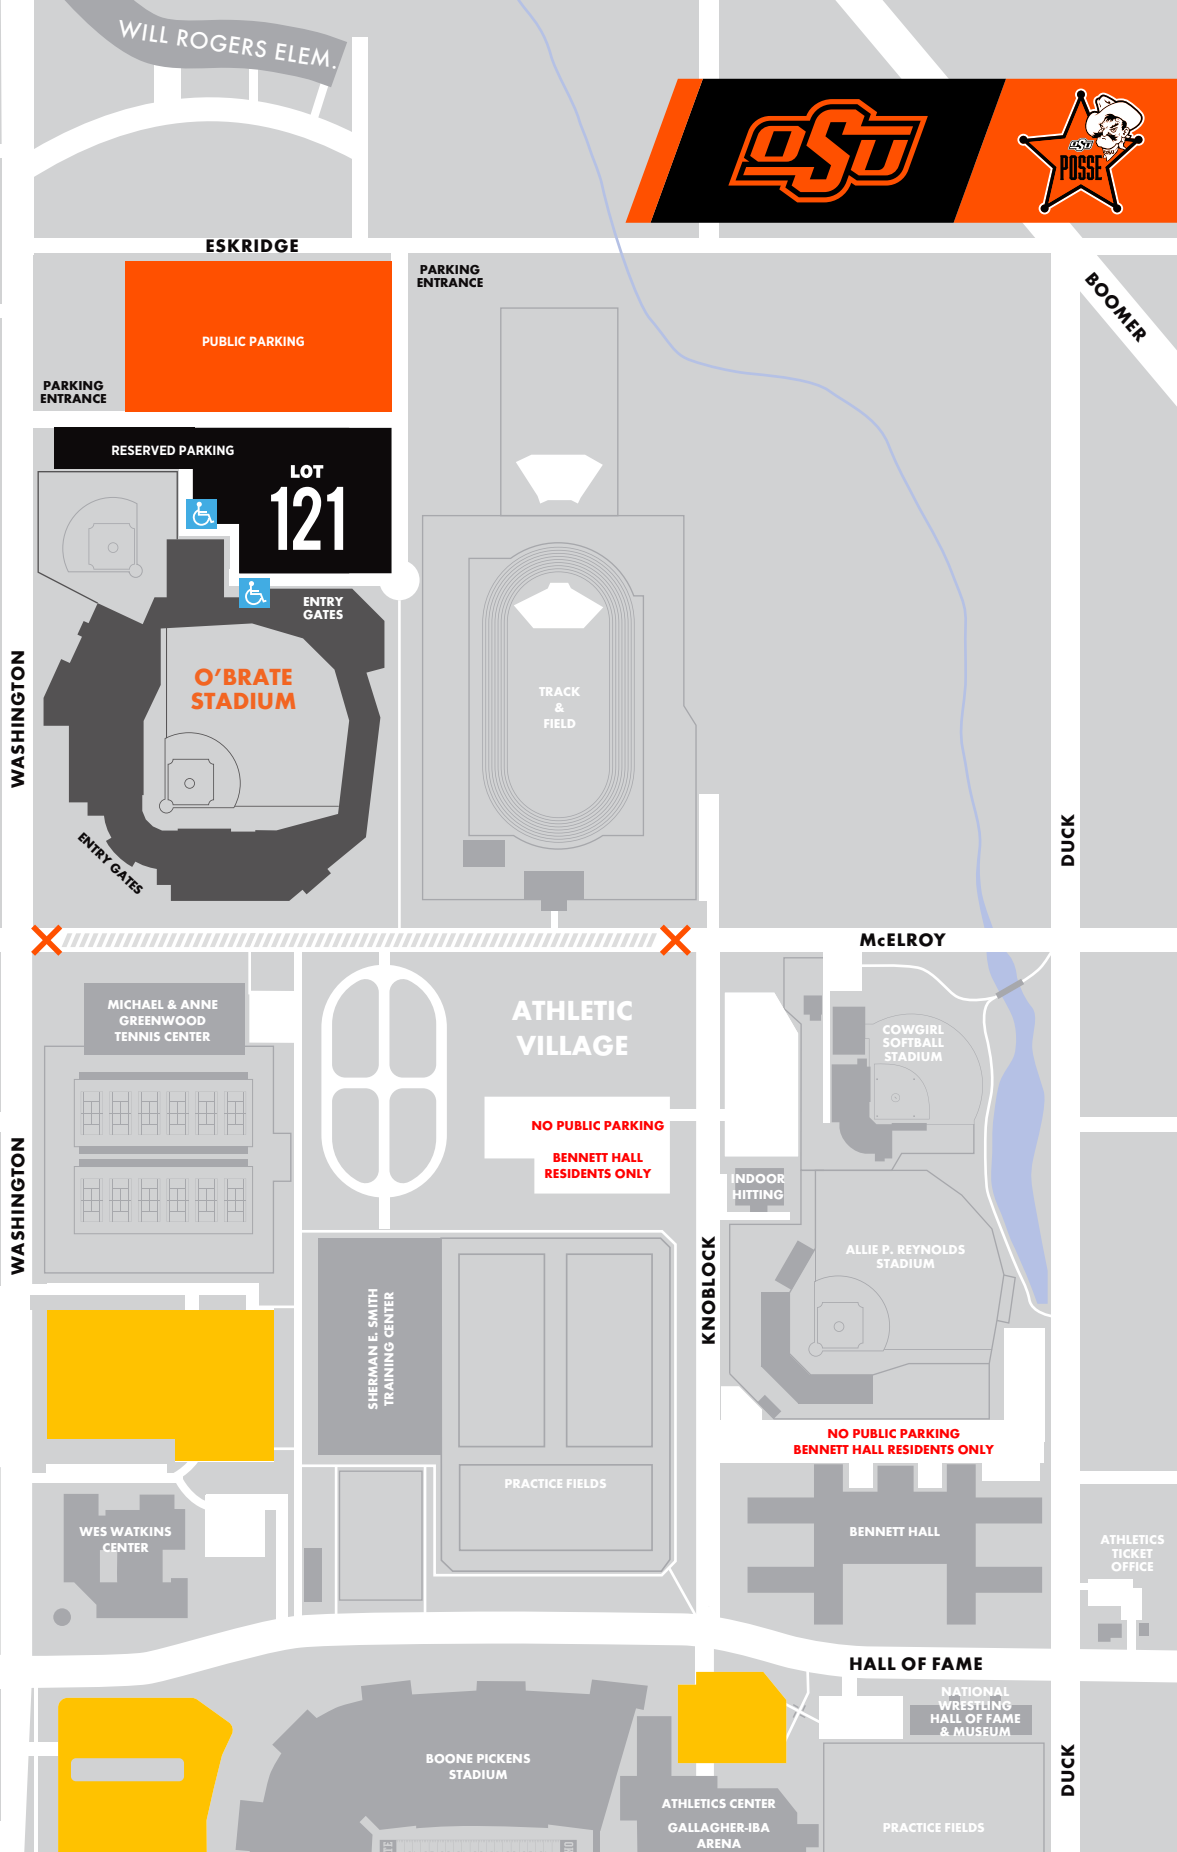 WILL ROGERS ELEM.
OSU
OSU
POSSE
ESKRIDGE
PARKING
ENTRANCE
BOOMER
PUBLIC PARKING
PARKING
ENTRANCE
RESERVED PARKING
LOT
121
ENTRY
GATES
O'BRATE
STADIUM
WASHINGTON
TRACK
&
FIELD
ENTRY GATES
DUCK
McELROY
MICHAEL & ANNE
GREENWOOD
TENNIS CENTER
ATHLETIC
VILLAGE
COWGIRL
SOFTBALL
STADIUM
NO PUBLIC PARKING
BENNETT HALL
RESIDENTS ONLY
INDOOR
HITTING
WASHINGTON
KNOBLOCK
ALLIE P. REYNOLDS
STADIUM
SHERMAN E. SMITH
TRAINING CENTER
NO PUBLIC PARKING
BENNETT HALL RESIDENTS ONLY
PRACTICE FIELDS
WES WATKINS
CENTER
BENNETT HALL
ATHLETICS
TICKET
OFFICE
HALL OF FAME
NATIONAL
WRESTLING
HALL OF FAME
& MUSEUM
BOONE PICKENS
STADIUM
DUCK
ATHLETICS CENTER
GALLAGHER-IBA
ARENA
PRACTICE FIELDS